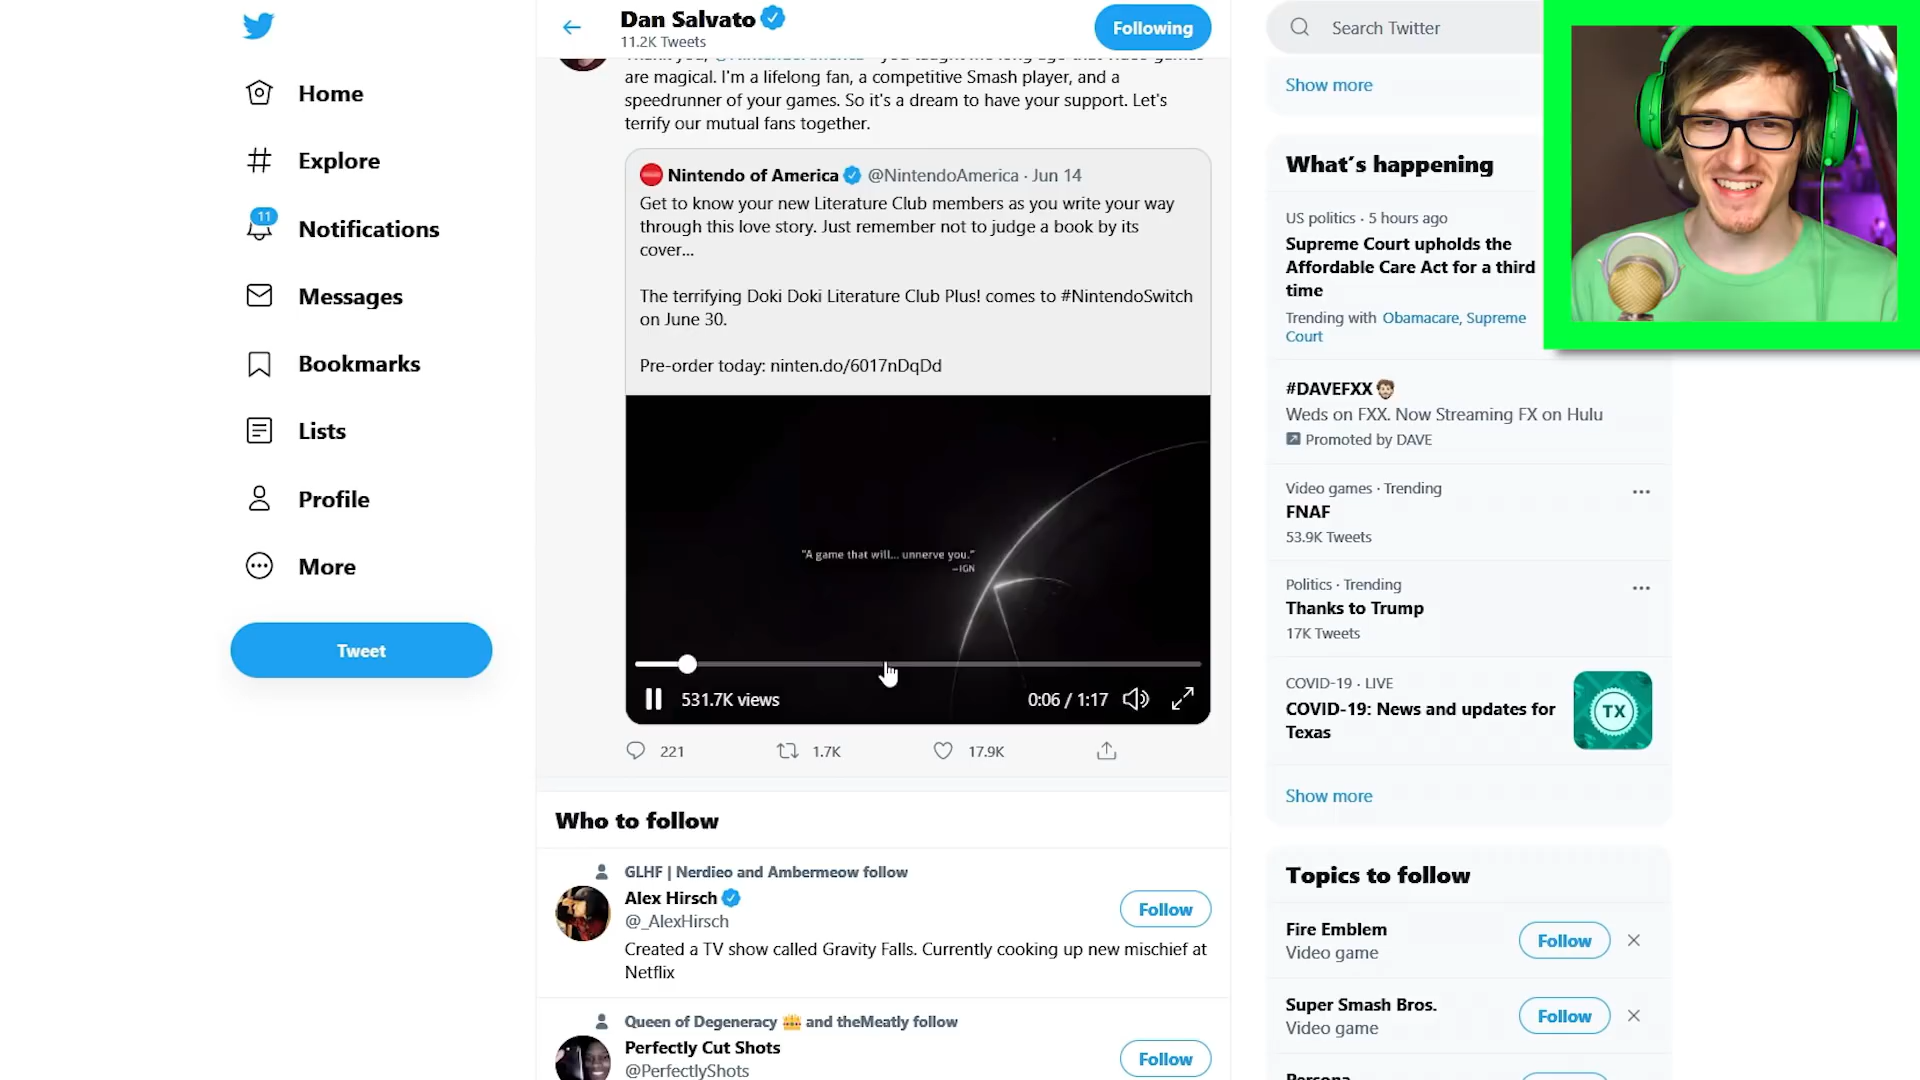 Home
Explore
11
Notifications
Messages
Bookmarks
Lists
Profile
More
Tweet
Dan Salvato
11.2K Tweets
Following
are magical. I'm a lifelong fan, a competitive Smash player, and a
speedrunner of your games. So it's a dream to have your support. Let's
terrify our mutual fans together.
Nintendo of America @NintendoAmerica · Jun 14
Get to know your new Literature Club members as you write your way
through this love story. Just remember not to judge a book by its
cover...
The terrifying Doki Doki Literature Club Plus! comes to #NintendoSwitch
on June 30.
Pre-order today: ninten.do/6017nDqDd
"A game that will... unnerve you."
–IGN
531.7K views
0:06 / 1:17
221
1.7K
17.9K
Who to follow
GLHF | Nerdieo and Ambermeow follow
Alex Hirsch
@_AlexHirsch
Follow
Created a TV show called Gravity Falls. Currently cooking up new mischief at
Netflix
Queen of Degeneracy 👑 and theMeatly follow
Perfectly Cut Shots
@PerfectlyShots
Follow
Search Twitter
Show more
What's happening
US politics · 5 hours ago
Supreme Court upholds the
Affordable Care Act for a third
time
Trending with Obamacare, Supreme
Court
#DAVEFXX
Weds on FXX. Now Streaming FX on Hulu
Promoted by DAVE
Video games · Trending
FNAF
53.9K Tweets
Politics · Trending
Thanks to Trump
17K Tweets
COVID-19 · LIVE
COVID-19: News and updates for
Texas
TX
Show more
Topics to follow
Fire Emblem
Video game
Follow
Super Smash Bros.
Video game
Follow